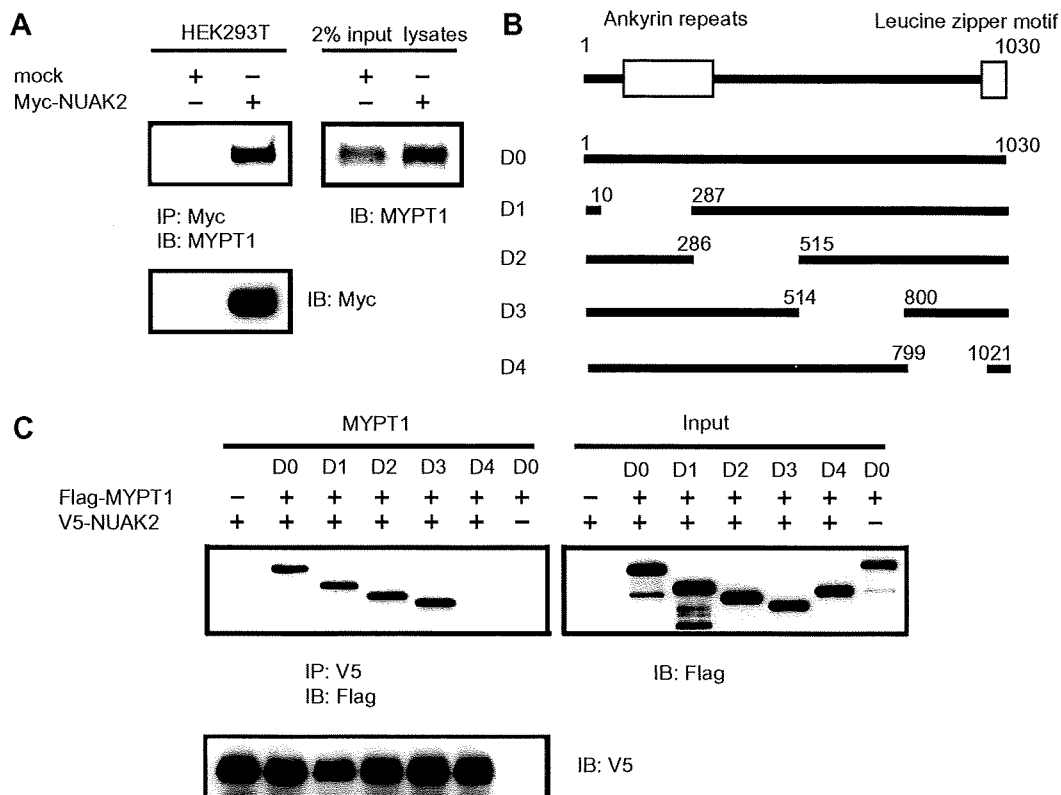 A
HEK293T
2% input lysates
mock + − + −
Myc-NUAK2 − + − +
IP: Myc
IB: MYPT1
IB: MYPT1
IB: Myc
B
Ankyrin repeats
Leucine zipper motif
1 1030
D0 1 1030
D1 10 287
D2 286 515
D3 514 800
D4 799 1021
C
MYPT1 Input
D0 D1 D2 D3 D4 D0 D0 D1 D2 D3 D4 D0
Flag-MYPT1 − + + + + + + − + + + + + +
V5-NUAK2 + + + + + + − + + + + + + −
IP: V5
IB: Flag
IB: Flag
IB: V5